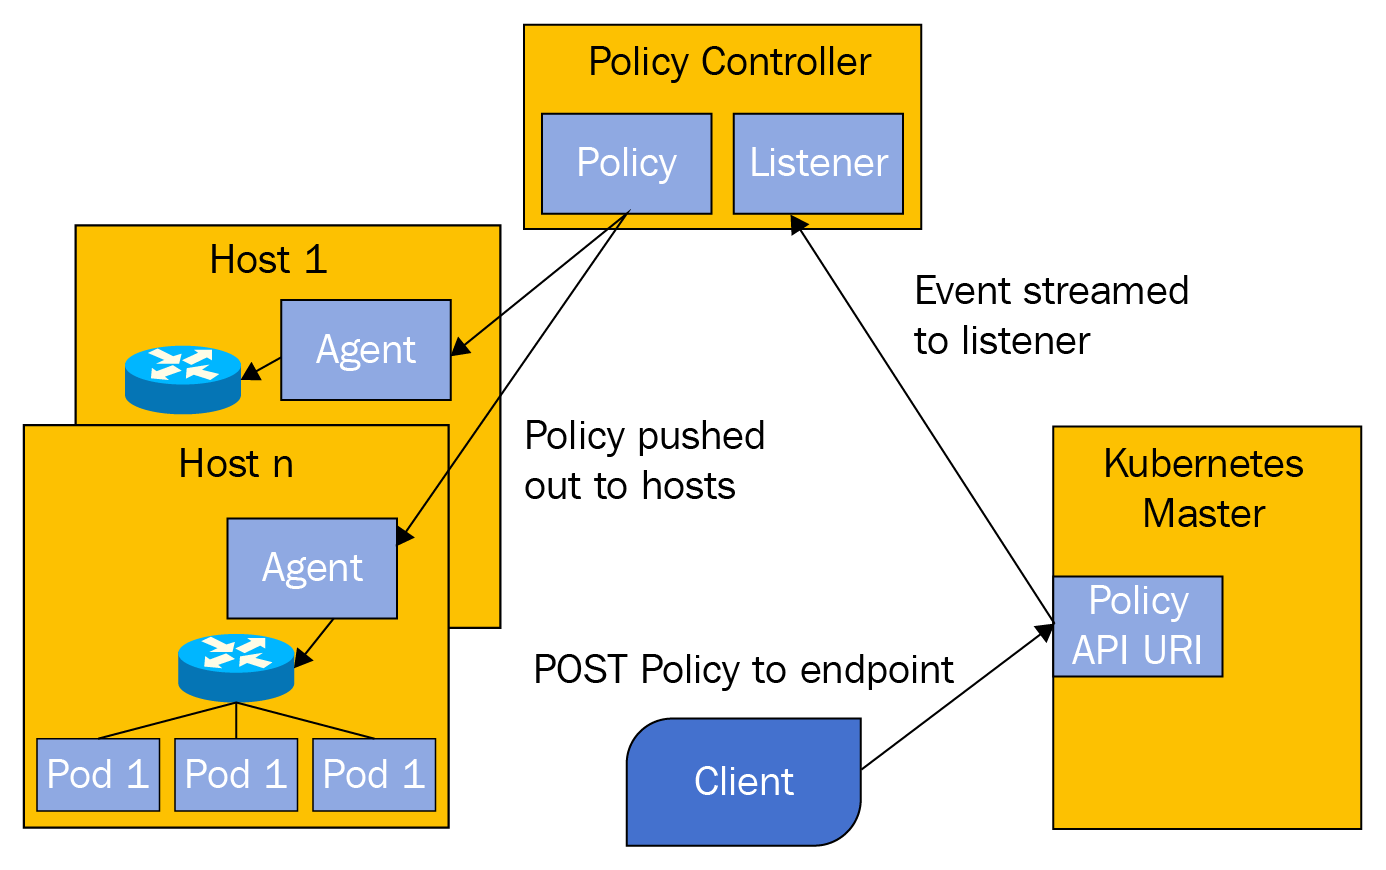 Policy Controller
Policy
Listener
Host 1
Agent
Event streamed
to listener
Policy pushed
out to hosts
Host n
Agent
Kubernetes
Master
Policy
API URI
POST Policy to endpoint
Pod 1
Pod 1
Pod 1
Client